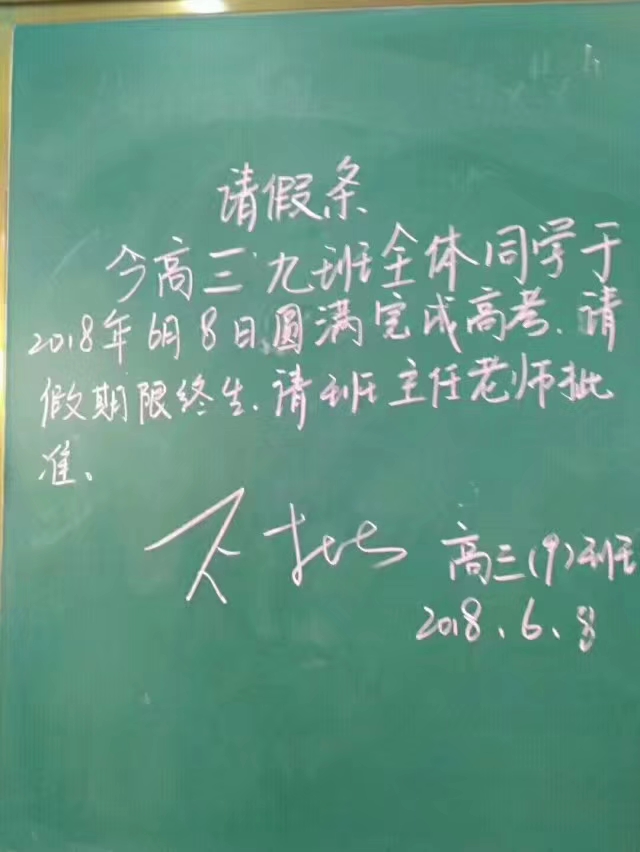 请假条
今高三九班全体同学于
2018年6月8日圆满完成高考、请
假期限终生、请班主任老师批
准、
不批
高三(9)班
2018、6、8